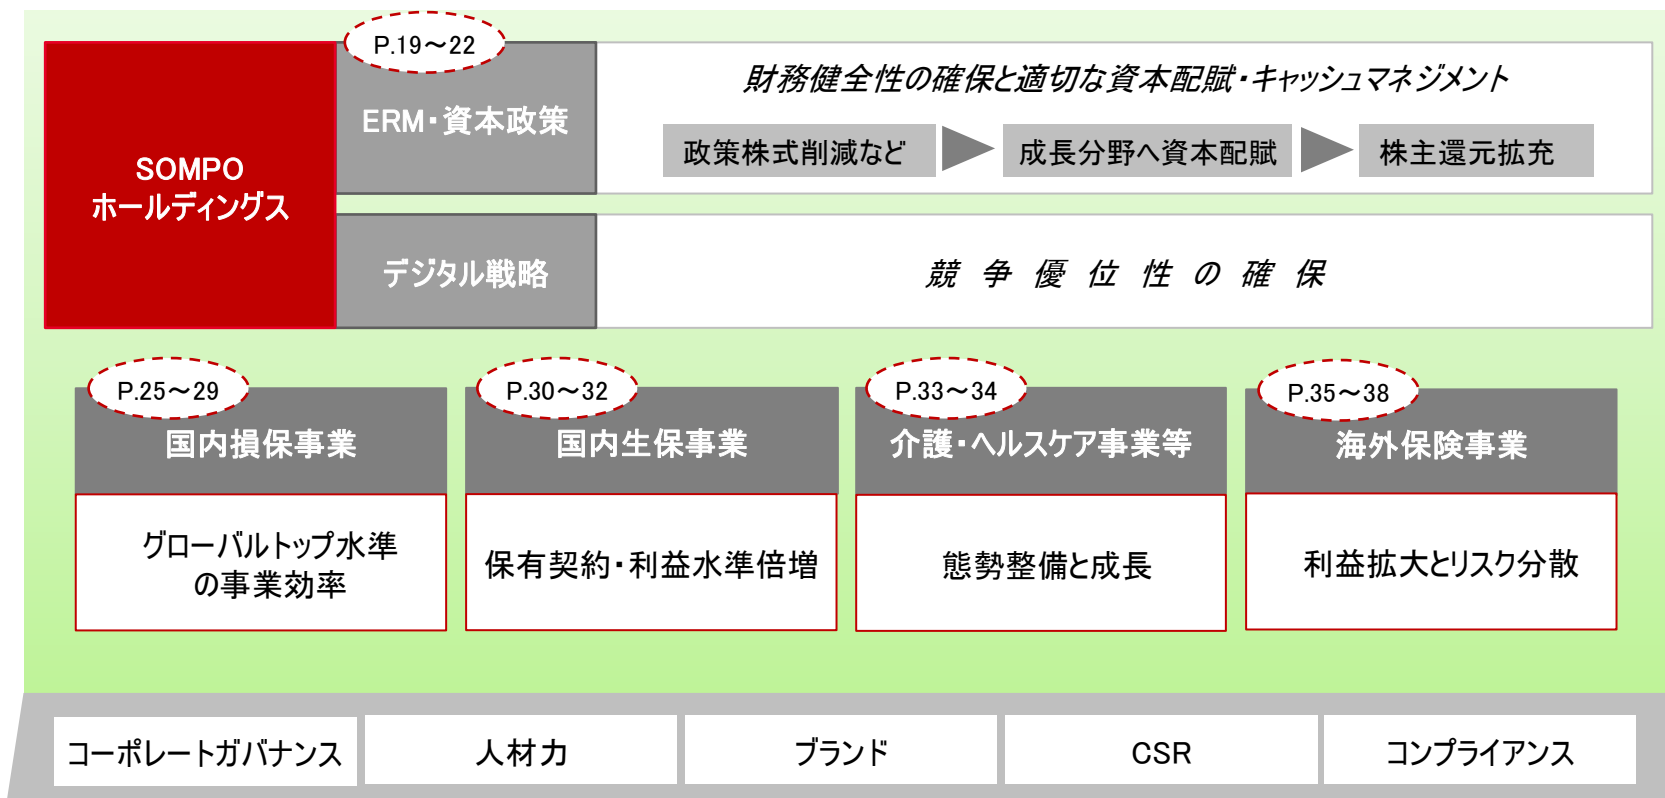 P.19～22
SOMPO
ホールディングス
ERM・資本政策
財務健全性の確保と適切な資本配賦・キャッシュマネジメント
政策株式削減など
成長分野へ資本配賦
株主還元拡充
デジタル戦略
競争優位性の確保
P.25～29
国内損保事業
グローバルトップ水準
の事業効率
P.30～32
国内生保事業
保有契約・利益水準倍増
P.33～34
介護・ヘルスケア事業等
態勢整備と成長
P.35～38
海外保険事業
利益拡大とリスク分散
コーポレートガバナンス
人材力
ブランド
CSR
コンプライアンス